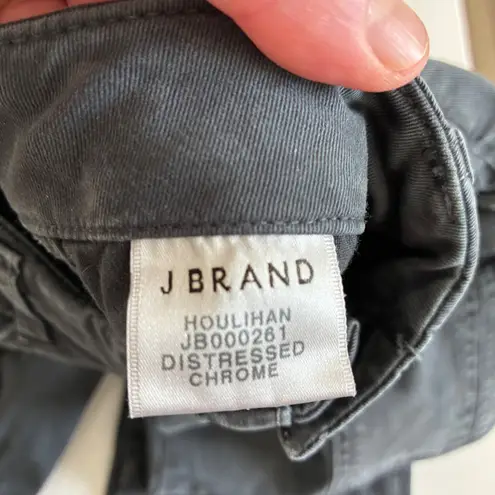 J BRAND
HOULIHAN
JB000261
DISTRESSED
CHROME